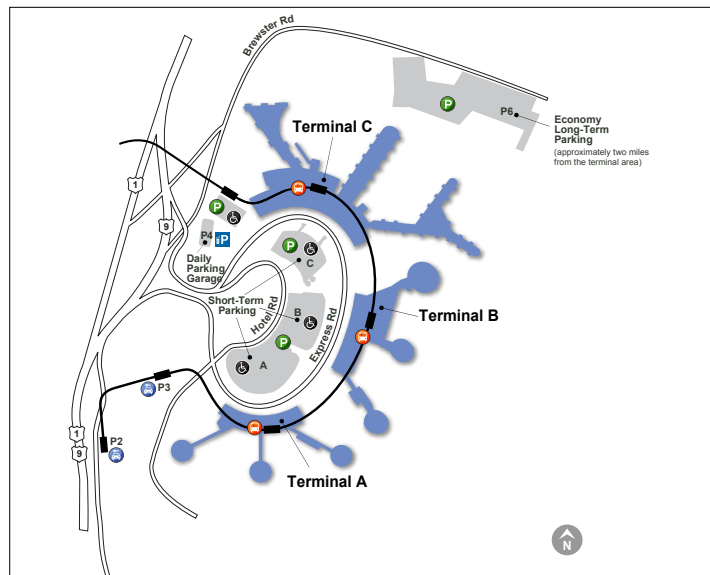 Brewster Rd
P
P6
Economy
Long-Term
Parking
(approximately two miles
from the terminal area)
Terminal C
1
9
P
P4
iP
Daily
Parking
Garage
P
C
Short-Term
Parking
Hotel Rd
B
Express Rd
P
A
Terminal B
P3
1
9
P2
Terminal A
N